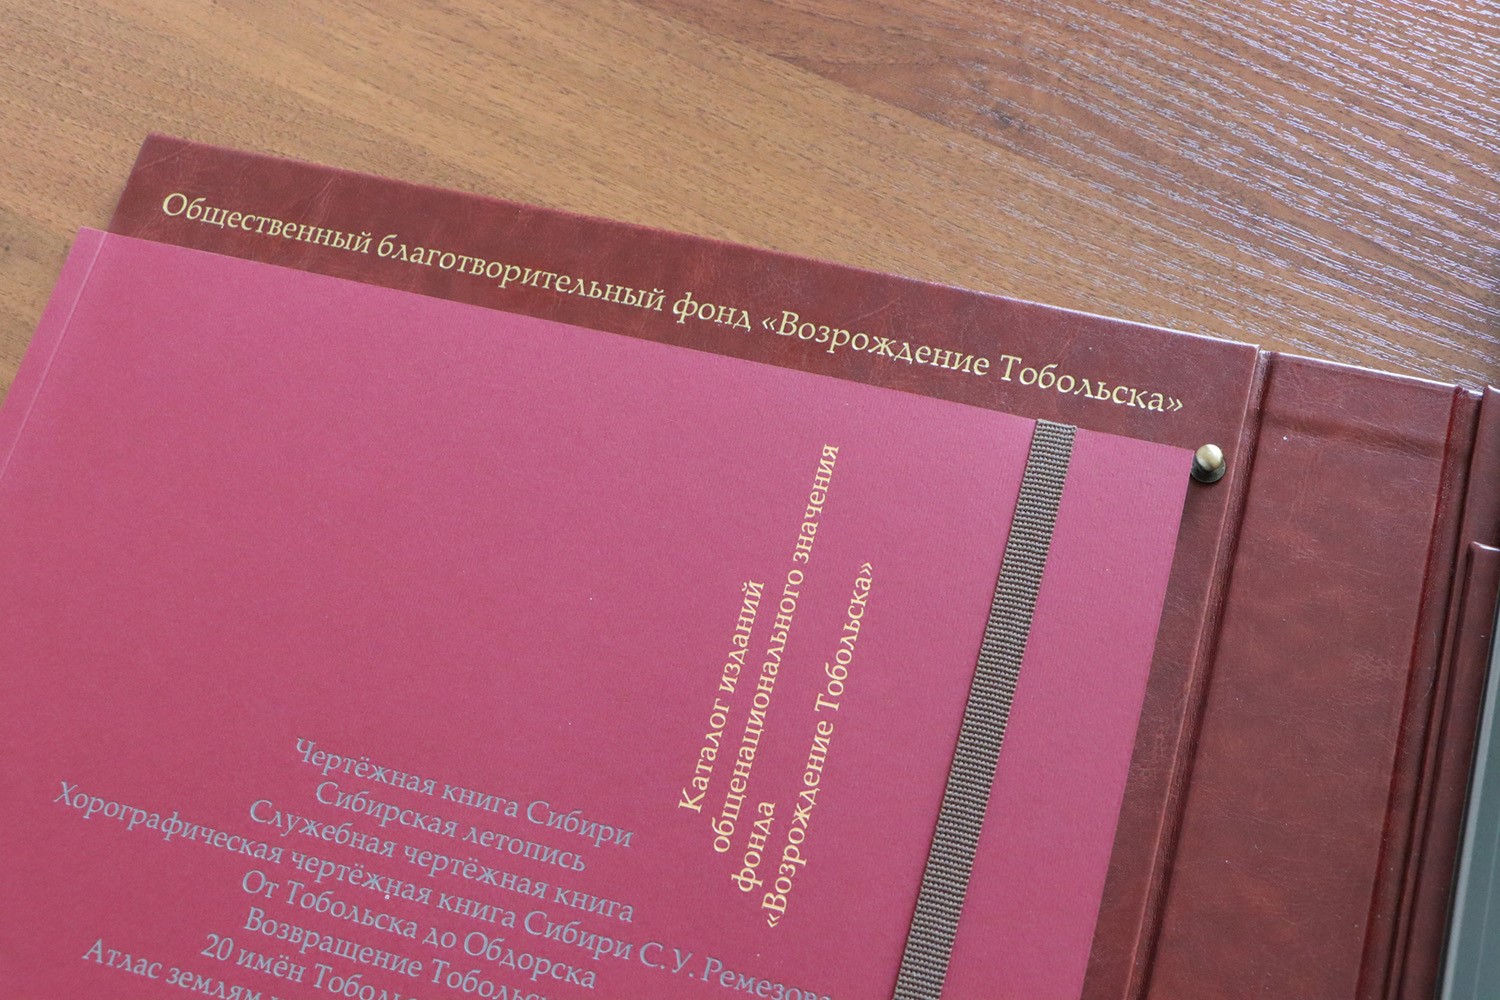 Общественный благотворительный фонд «Возрождение Тобольска»
Каталог изданий
общенационального значения
фонда
«Возрождение Тобольска»
Чертёжная книга Сибири
Сибирская летопись
Служебная чертёжная книга
Хорографическая чертёжная книга Сибири С.У. Ремезова
От Тобольска до Обдорска
Возвращение
20 имён
Атлас землям